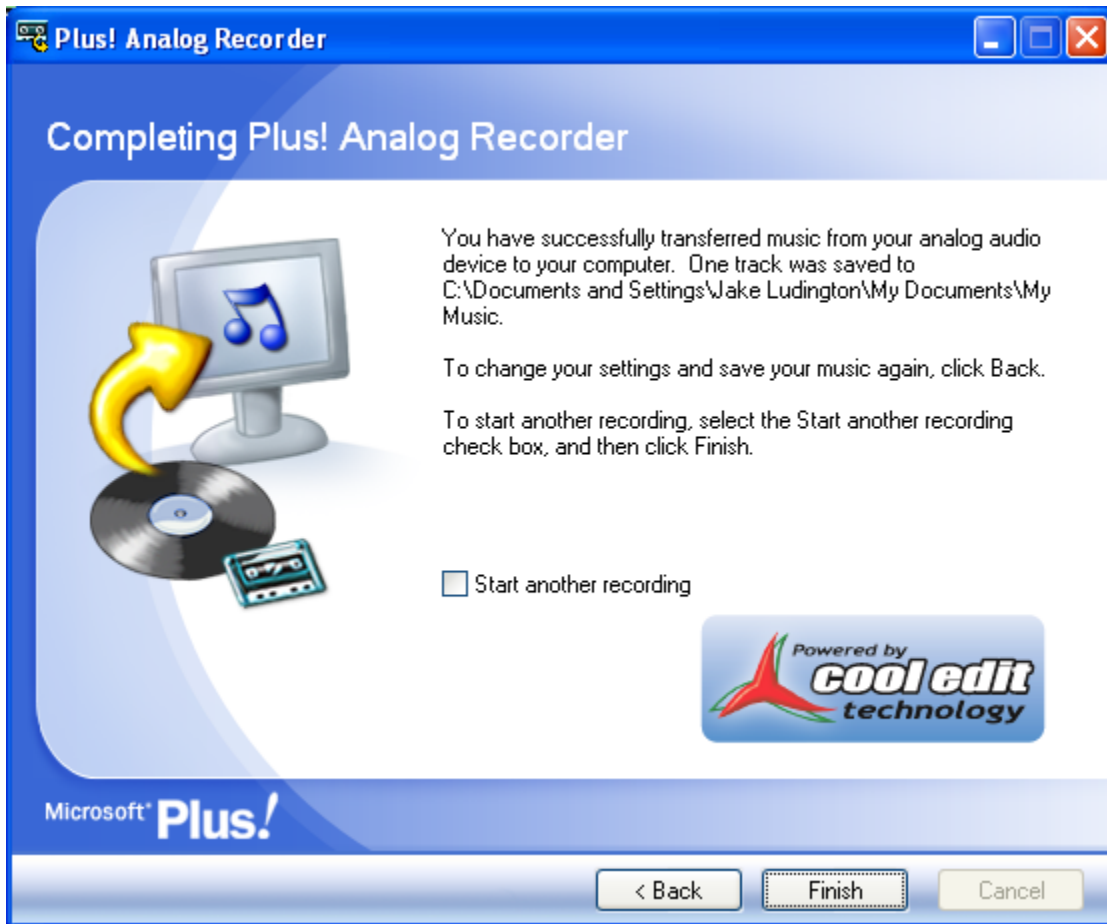 Plus! Analog Recorder
Completing Plus! Analog Recorder
You have successfully transferred music from your analog audio
device to your computer.  One track was saved to
C:\Documents and Settings\Jake Ludington\My Documents\My
Music.
To change your settings and save your music again, click Back.
To start another recording, select the Start another recording
check box, and then click Finish.
Start another recording
Powered by
cool edit
technology
Microsoft® Plus!
< Back Finish Cancel